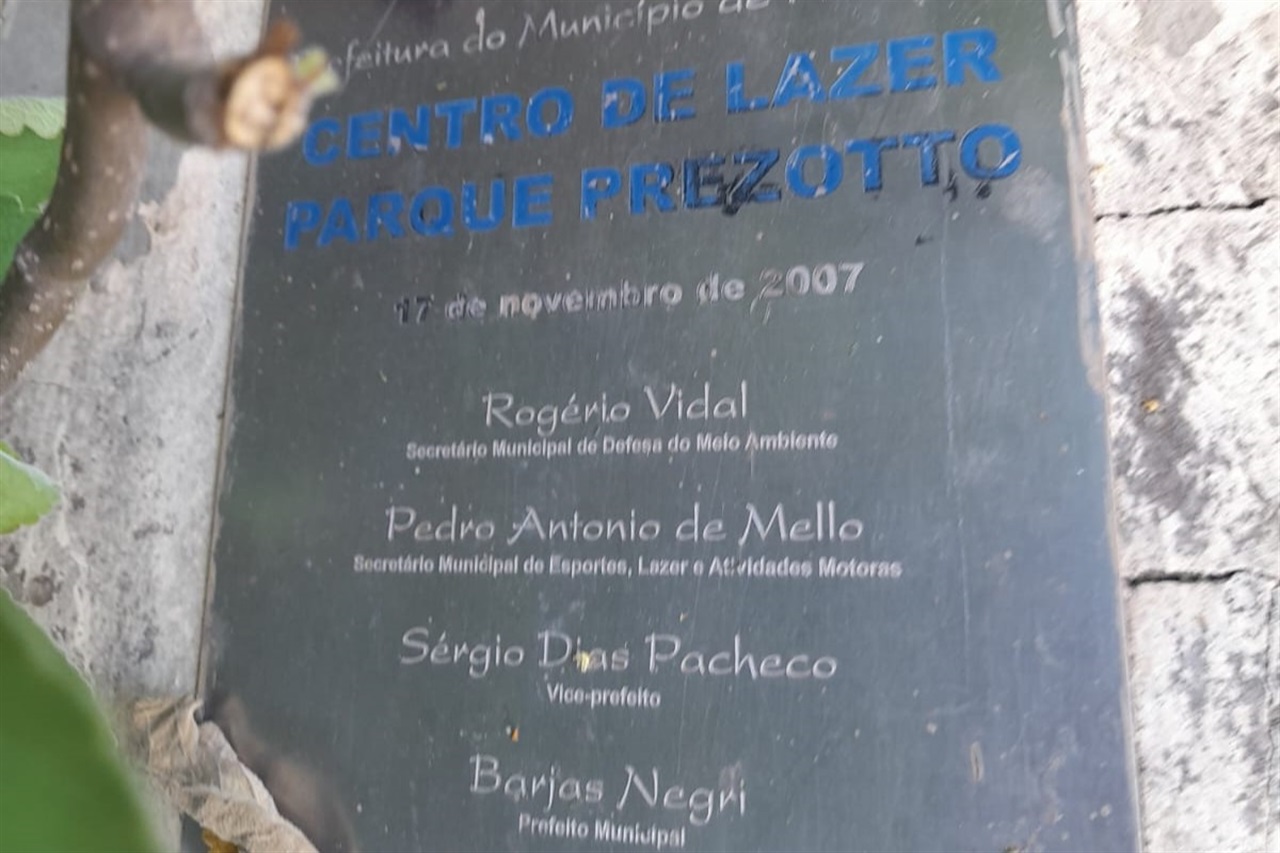 Prefeitura do Município de
CENTRO DE LAZER
PARQUE PREZOTTO
17 de novembro de 2007
Rogério Vidal
Secretário Municipal de Defesa do Meio Ambiente
Pedro Antonio de Mello
Secretário Municipal de Esportes, Lazer e Atividades Motoras
Sérgio Dias Pacheco
Vice-prefeito
Barjas Negri
Prefeito Municipal